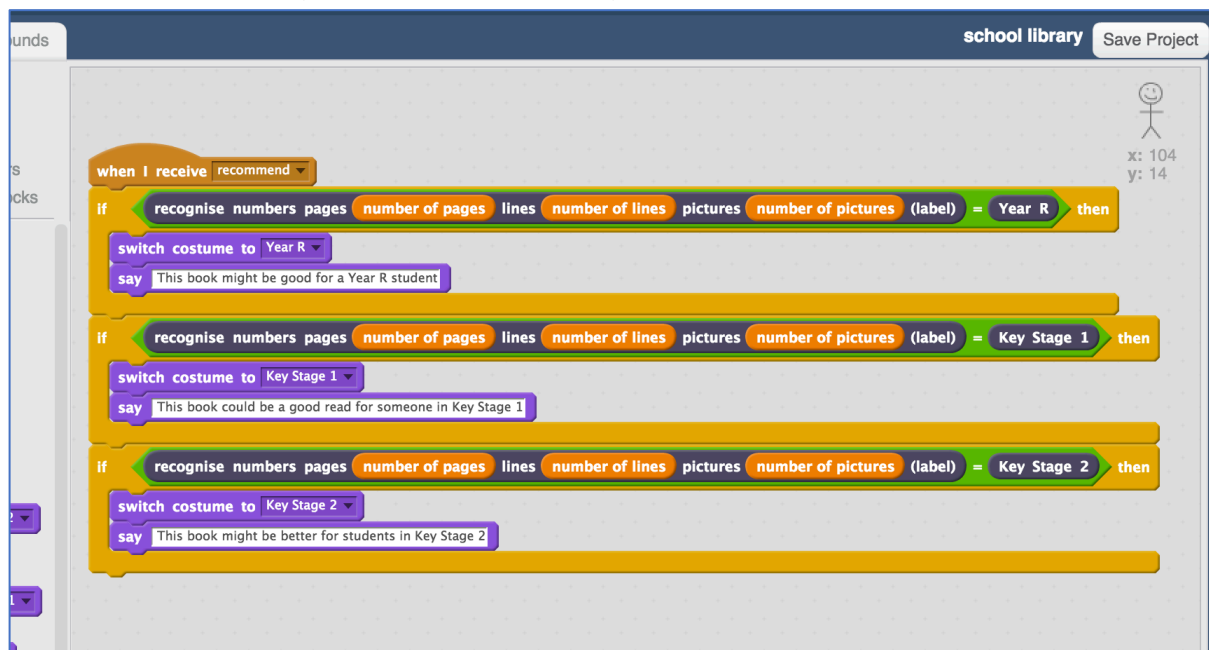 unds
school library
Save Project
x: 104
y: 14
rs
ocks
when I receive recommend
if recognise numbers pages number of pages lines number of lines pictures number of pictures (label) = Year R then
switch costume to Year R
say This book might be good for a Year R student
if recognise numbers pages number of pages lines number of lines pictures number of pictures (label) = Key Stage 1 then
switch costume to Key Stage 1
say This book could be a good read for someone in Key Stage 1
if recognise numbers pages number of pages lines number of lines pictures number of pictures (label) = Key Stage 2 then
switch costume to Key Stage 2
say This book might be better for students in Key Stage 2
2
1